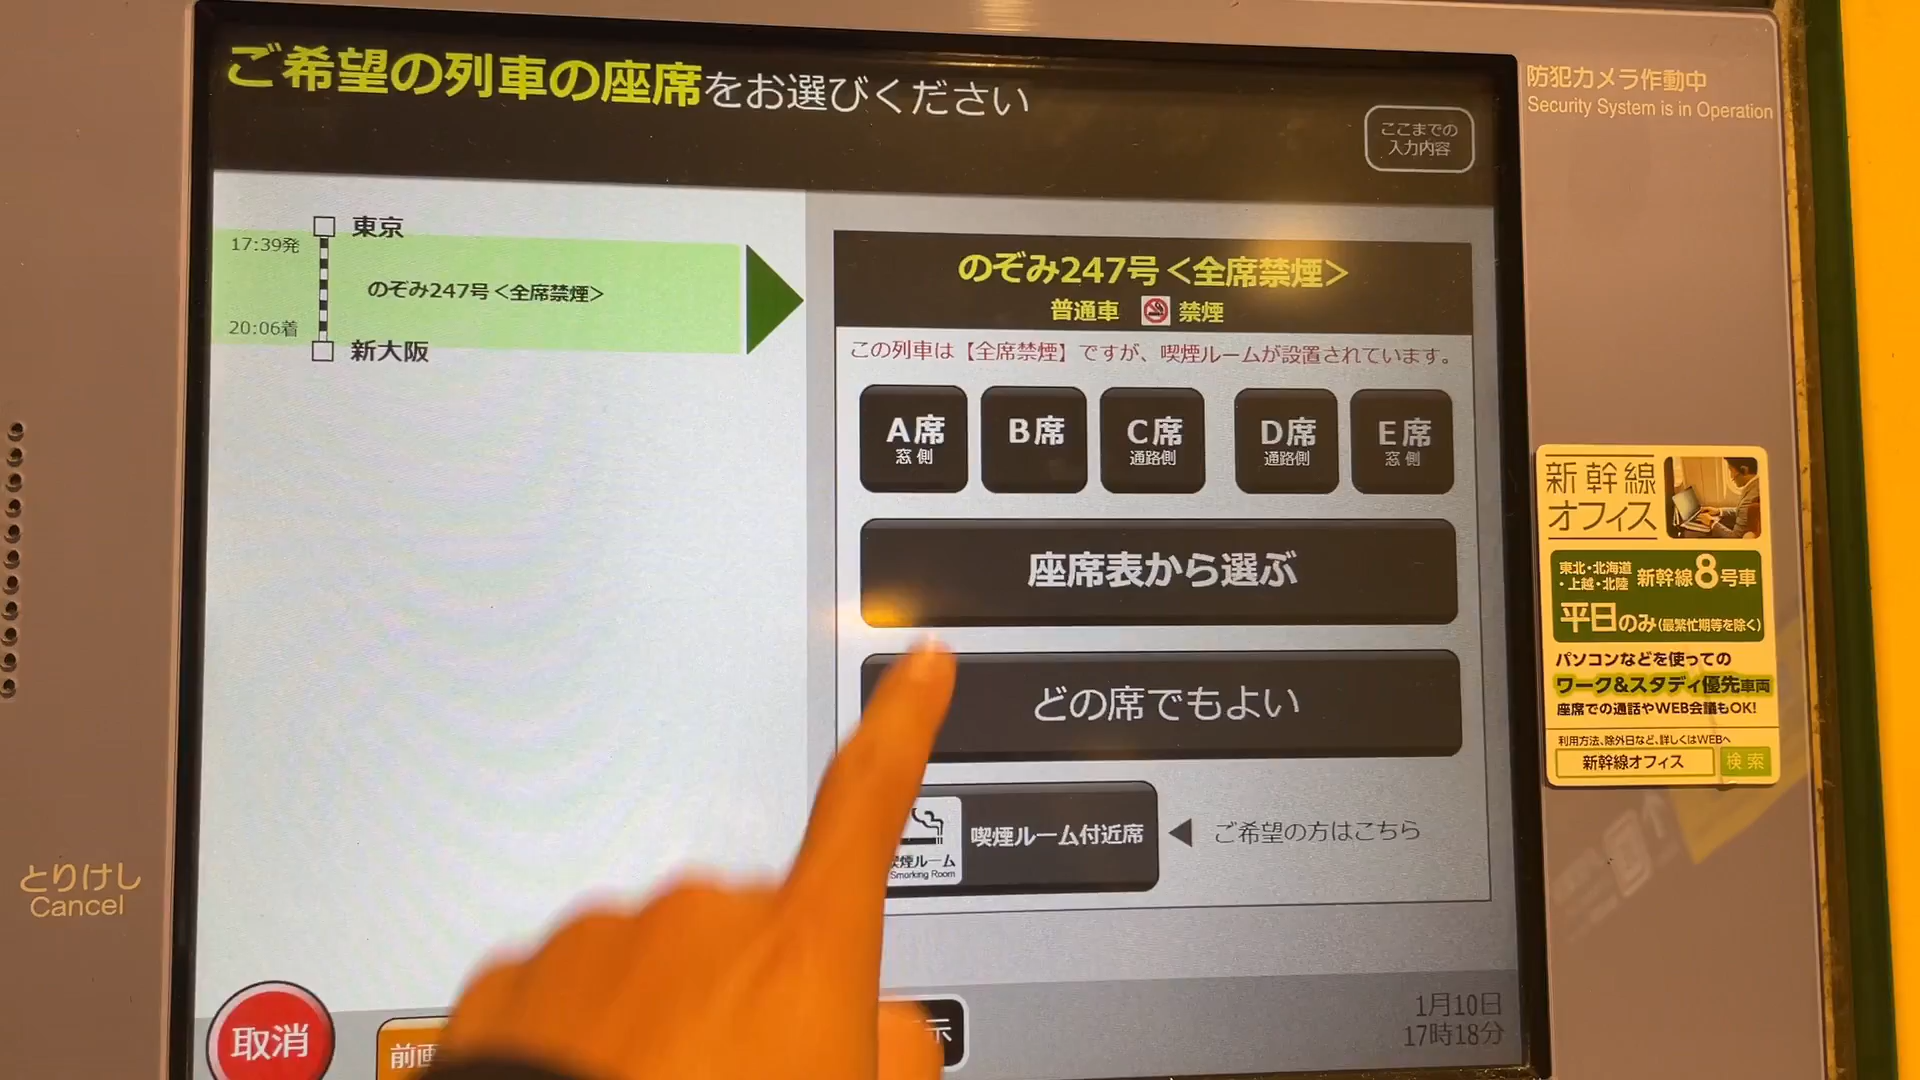 ご希望の列車の座席をお選びください
ここまでの
入力内容
防犯カメラ作動中
Security System is in Operation
東京
17:39発
のぞみ247号<全席禁煙>
20:06着
新大阪
のぞみ247号<全席禁煙>
普通車 禁煙
この列車は【全席禁煙】ですが、喫煙ルームが設置されています。
A席
窓側
B席
C席
通路側
D席
通路側
E席
窓側
座席表から選ぶ
どの席でもよい
煙ルーム
Smorking Room
喫煙ルーム付近席
◀ ご希望の方はこちら
とりけし
Cancel
取消
前画
示
1月10日
17時18分
新幹線
オフィス
東北・北海道
・上越・北陸
新幹線8号車
平日のみ(最繁忙期等を除く)
パソコンなどを使っての
ワーク&スタディ優先車両
座席での通話やWEB会議もOK!
利用方法、除外日など、詳しくはWEBへ
新幹線オフィス 検索